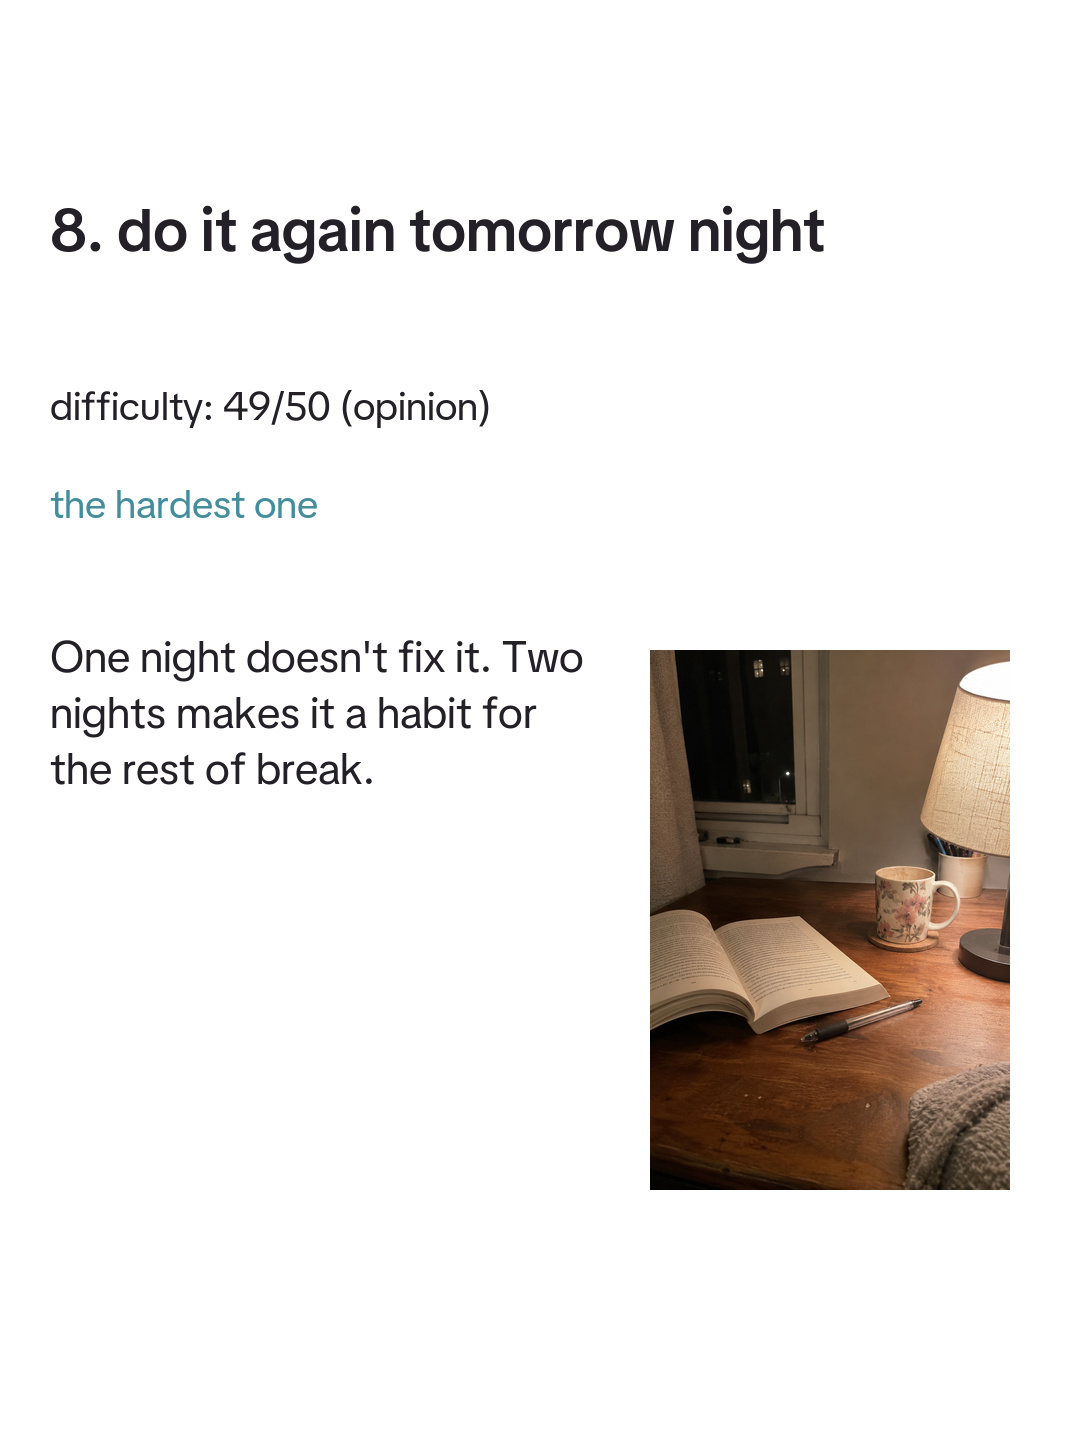 8. do it again tomorrow night
difficulty: 49/50 (opinion)
the hardest one
One night doesn't fix it. Two
nights makes it a habit for
the rest of break.